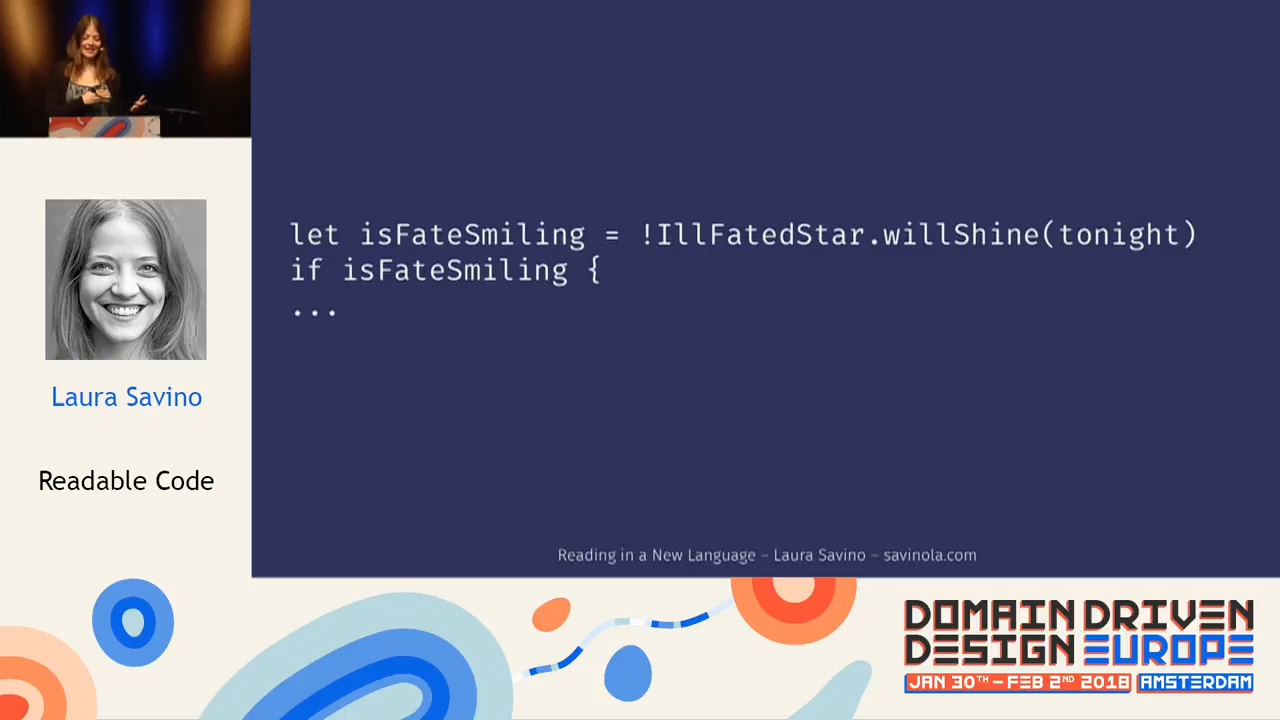 let isFateSmiling = !IllFatedStar.willShine(tonight)
if isFateSmiling {
...
Laura Savino
Readable Code
Reading in a New Language – Laura Savino – savinola.com
DOMAIN DRIVEN
DESIGN EUROPE
JAN 30TH – FEB 2ND 2018 AMSTERDAM